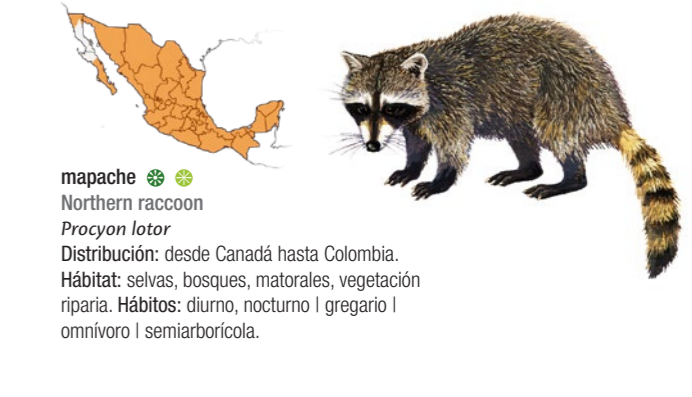 mapache
Northern raccoon
Procyon lotor
Distribución: desde Canadá hasta Colombia.
Hábitat: selvas, bosques, matorales, vegetación
riparia. Hábitos: diurno, nocturno | gregario |
omnívoro | semiarborícola.